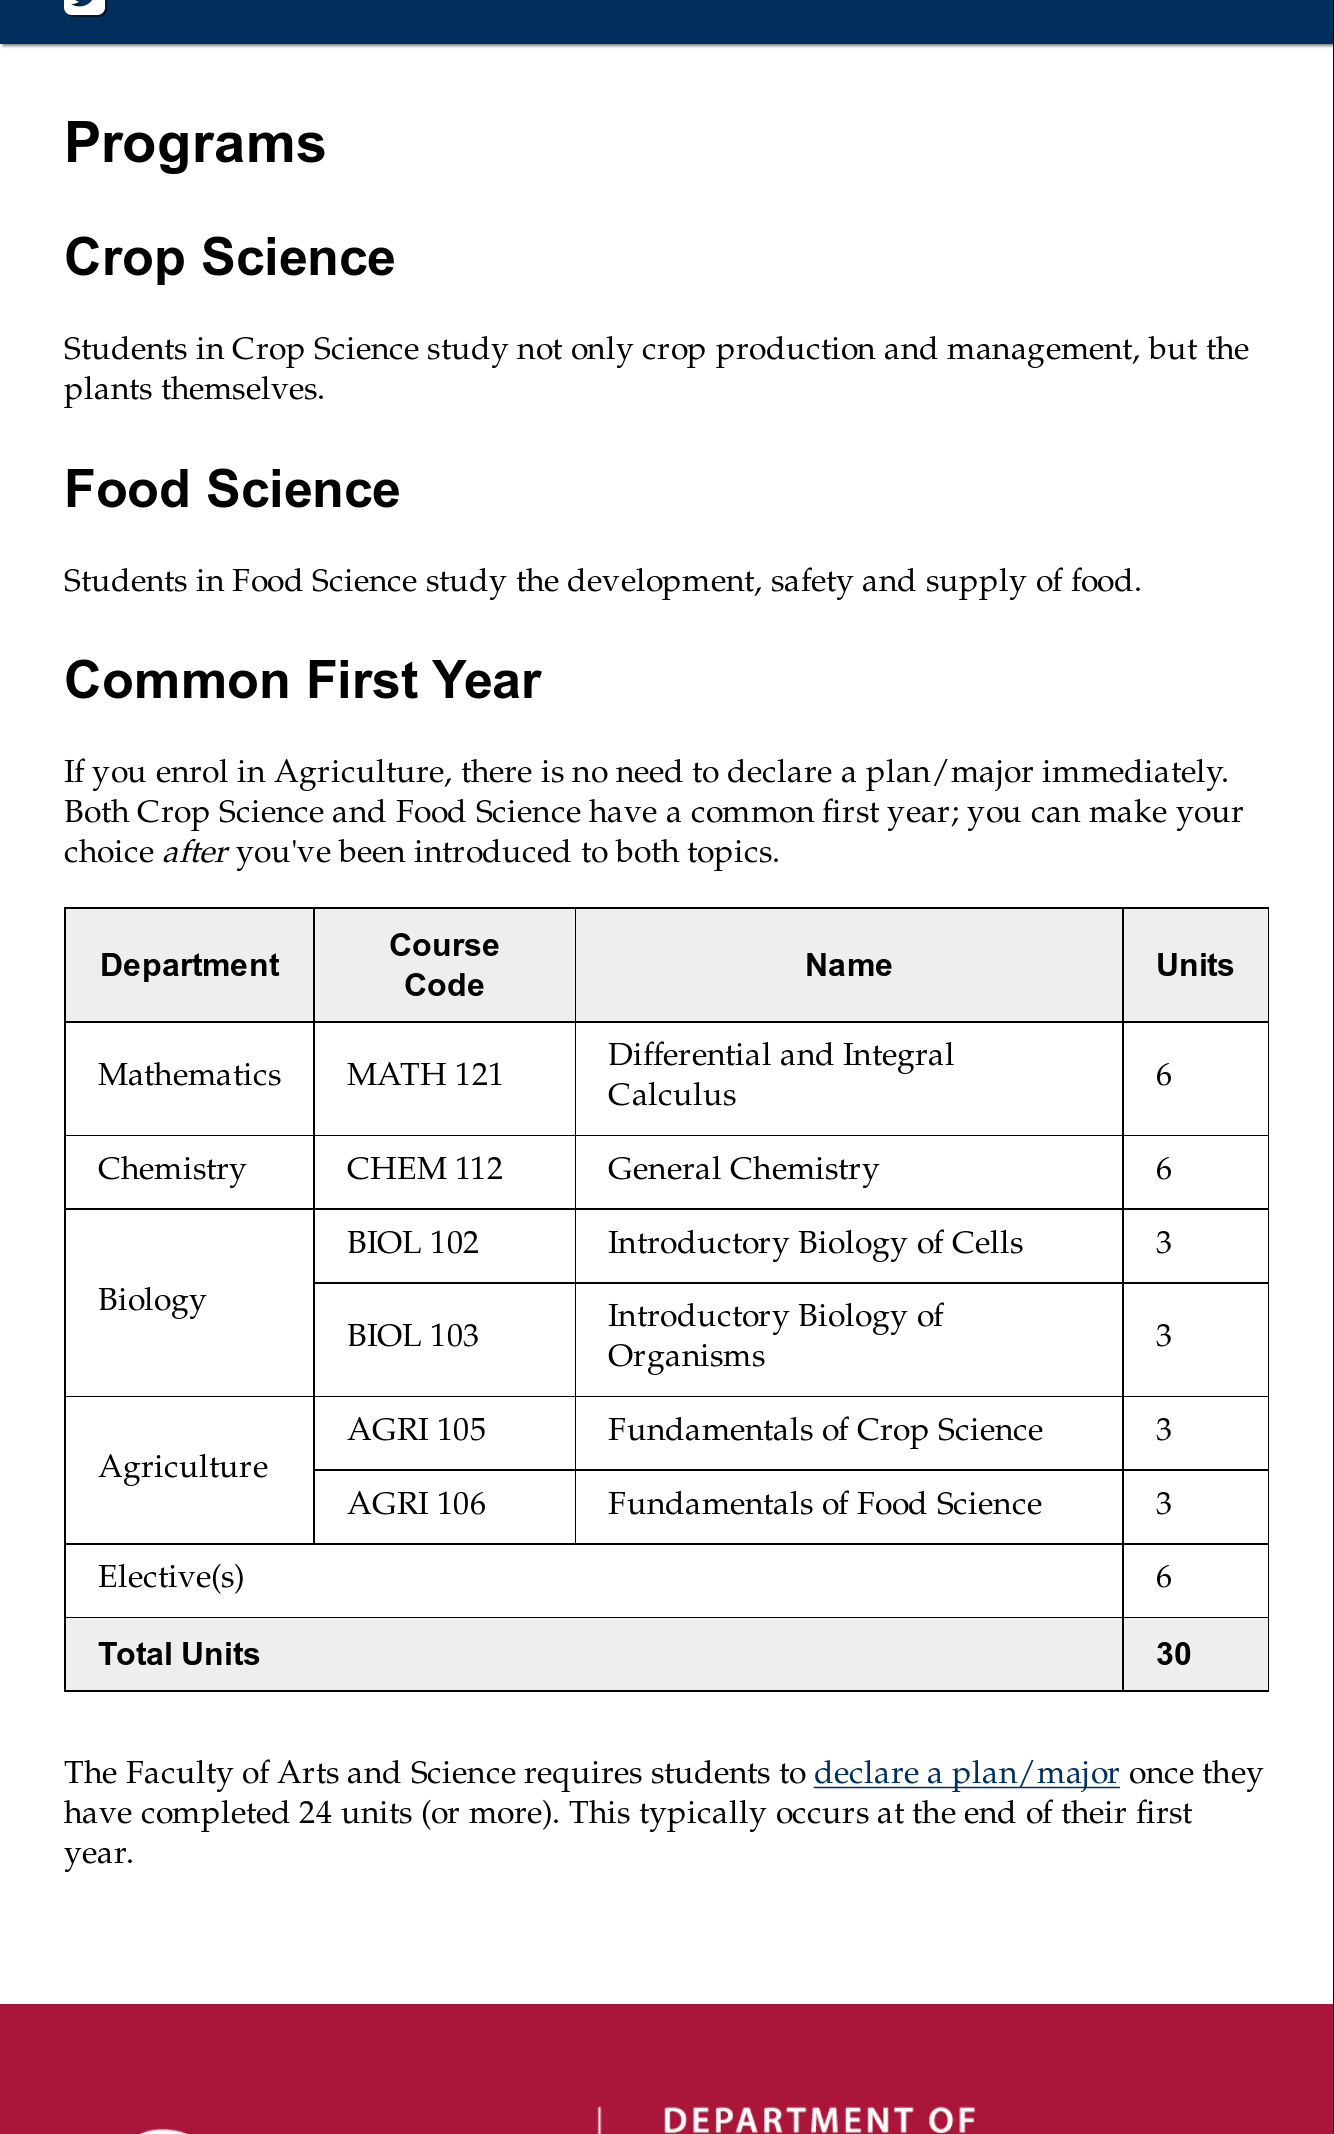 Programs
Crop Science
Students in Crop Science study not only crop production and management, but the
plants themselves.
Food Science
Students in Food Science study the development, safety and supply of food.
Common First Year
If you enrol in Agriculture, there is no need to declare a plan/major immediately.
Both Crop Science and Food Science have a common first year; you can make your
choice after you've been introduced to both topics.
Department Course Code Name Units
Mathematics MATH 121 Differential and Integral Calculus 6
Chemistry CHEM 112 General Chemistry 6
Biology BIOL 102 Introductory Biology of Cells 3
BIOL 103 Introductory Biology of Organisms 3
Agriculture AGRI 105 Fundamentals of Crop Science 3
AGRI 106 Fundamentals of Food Science 3
Elective(s) 6
Total Units 30
The Faculty of Arts and Science requires students to declare a plan/major once they
have completed 24 units (or more). This typically occurs at the end of their first
year.
DEPARTMENT OF